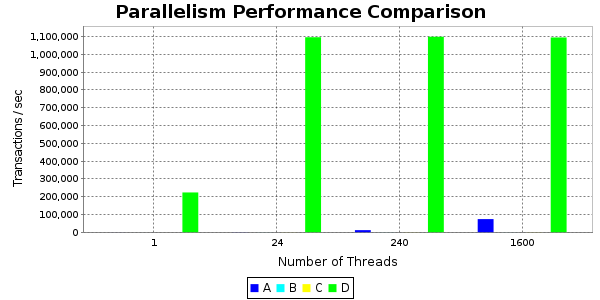 Parallelism Performance Comparison
Transactions / sec
1,100,000
1,000,000
900,000
800,000
700,000
600,000
500,000
400,000
300,000
200,000
100,000
0
1 24 240 1600
Number of Threads
A B C D